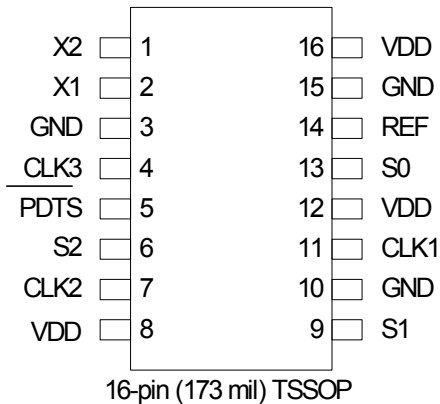 X2 1 16 VDD
X1 2 15 GND
GND 3 14 REF
CLK3 4 13 S0
PDTS 5 12 VDD
S2 6 11 CLK1
CLK2 7 10 GND
VDD 8 9 S1
16-pin (173 mil) TSSOP